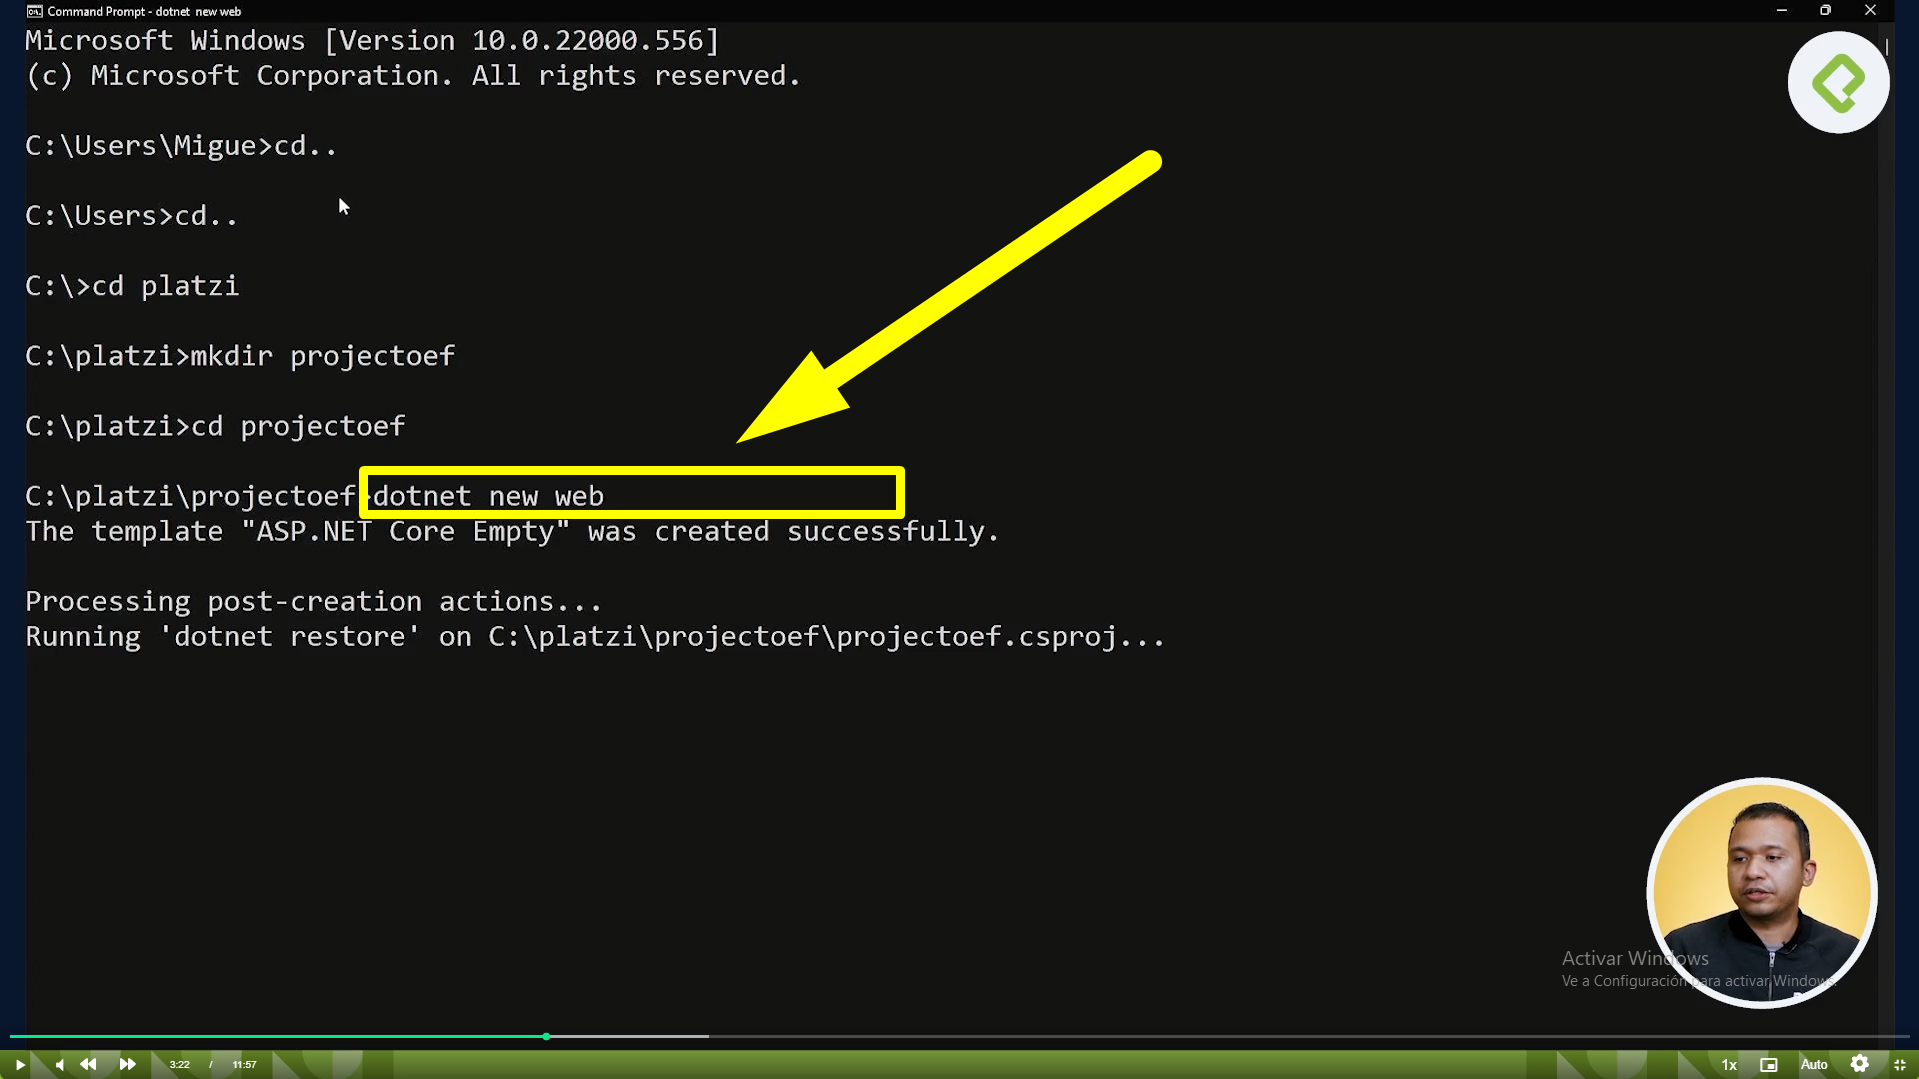 Command Prompt - dotnet new web
Microsoft Windows [Version 10.0.22000.556]
(c) Microsoft Corporation. All rights reserved.
C:\Users\Migue>cd..
C:\Users>cd..
C:\>cd platzi
C:\platzi>mkdir projectoef
C:\platzi>cd projectoef
C:\platzi\projectoef>dotnet new web
The template "ASP.NET Core Empty" was created successfully.
Processing post-creation actions...
Running 'dotnet restore' on C:\platzi\projectoef\projectoef.csproj...
Activar Windows
Ve a Configuración para activar Windows.
3:22 / 11:57
1x
Auto